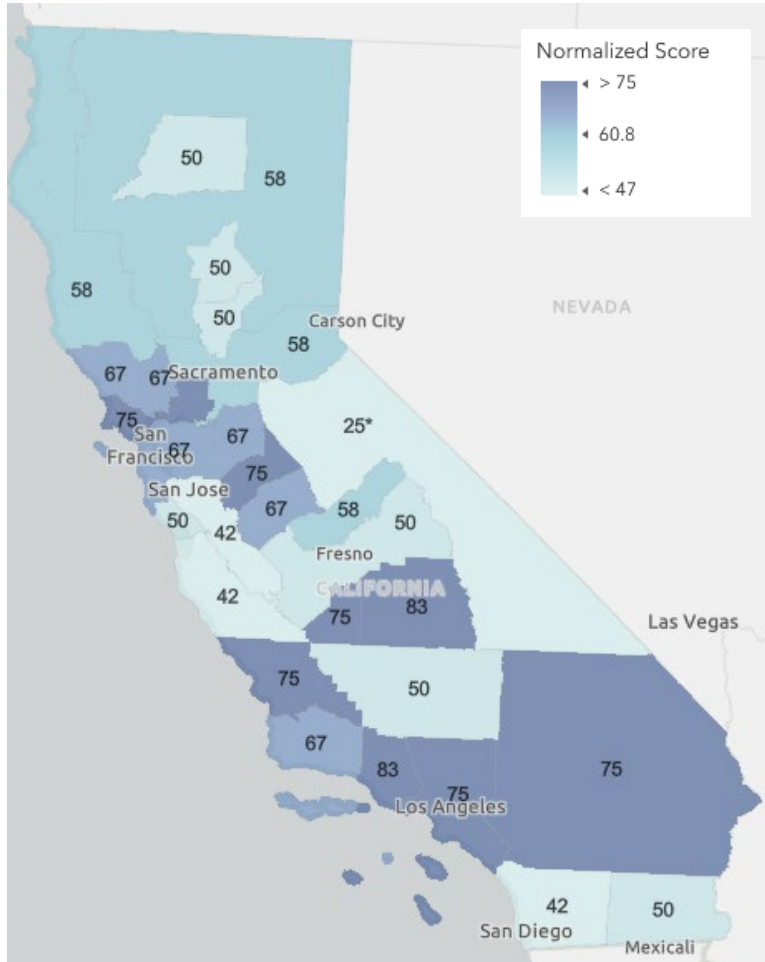 Normalized Score
> 75
60.8
< 47
50
58
50
58
50
Carson City
NEVADA
58
67
67
Sacramento
75
San
Francisco
67
67
25*
75
San Jose
67
58
50
50
42
Fresno
CALIFORNIA
42
75
83
Las Vegas
75
50
67
83
75
75
Los Angeles
42
50
San Diego
Mexicali